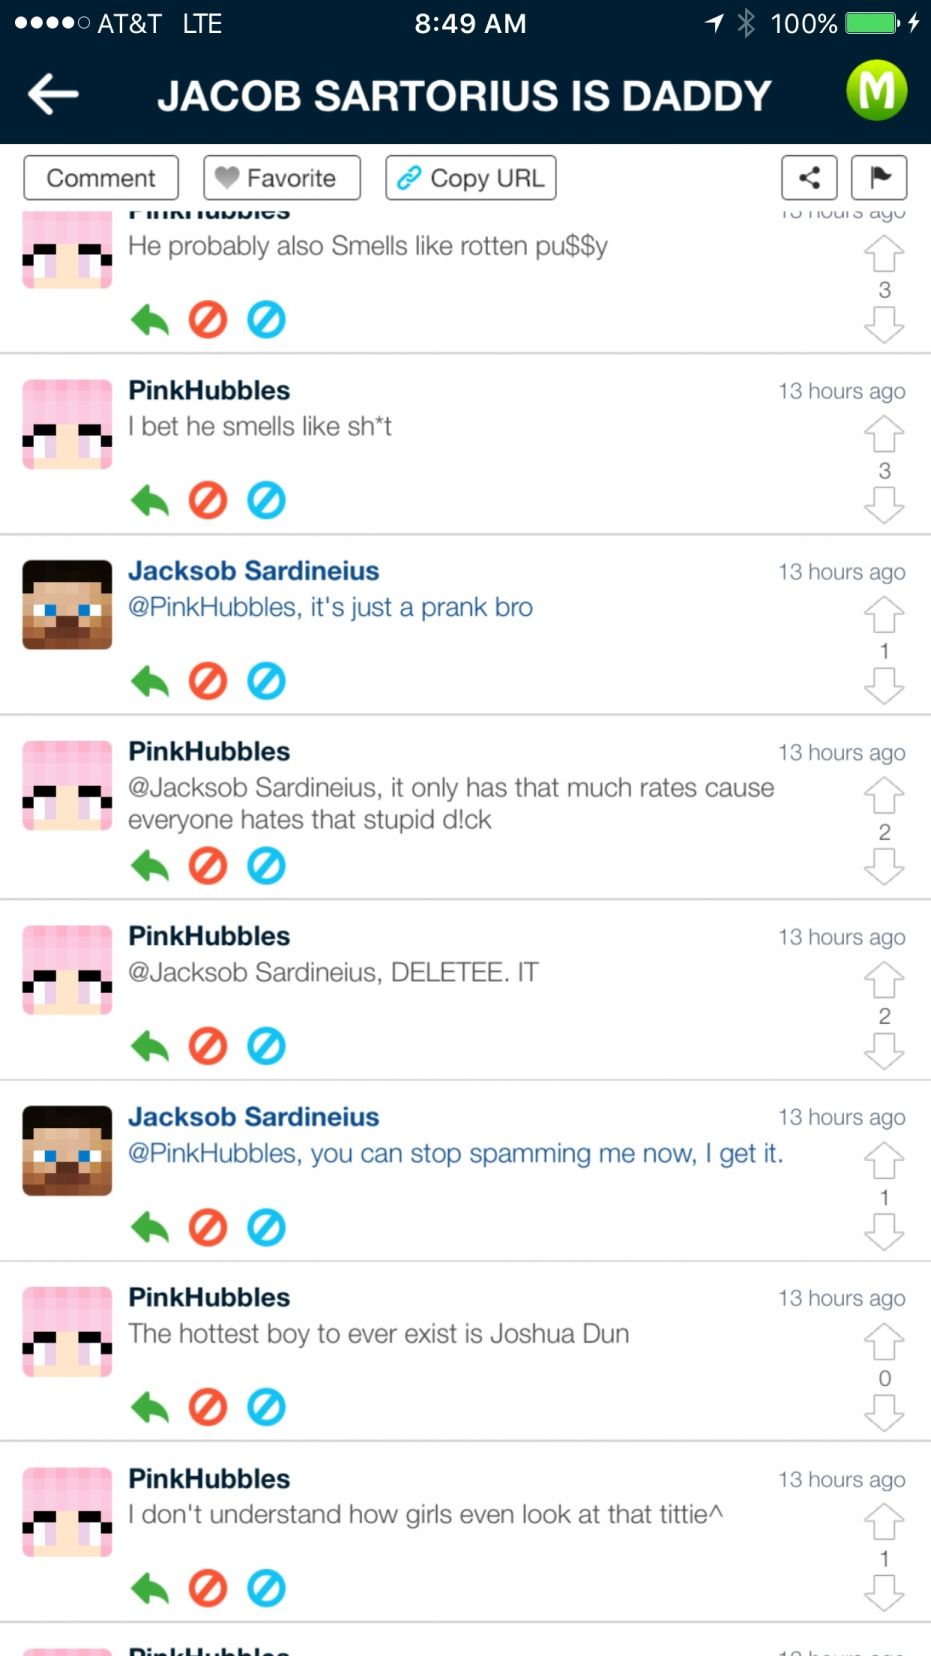 AT&T LTE 8:49 AM 100%
JACOB SARTORIUS IS DADDY M
Comment Favorite Copy URL
PinkHubbles 13 hours ago
He probably also Smells like rotten pu$$y
3
PinkHubbles 13 hours ago
I bet he smells like sh*t
3
Jacksob Sardineius 13 hours ago
@PinkHubbles, it's just a prank bro
1
PinkHubbles 13 hours ago
@Jacksob Sardineius, it only has that much rates cause
everyone hates that stupid d!ck
2
PinkHubbles 13 hours ago
@Jacksob Sardineius, DELETEE. IT
2
Jacksob Sardineius 13 hours ago
@PinkHubbles, you can stop spamming me now, I get it.
1
PinkHubbles 13 hours ago
The hottest boy to ever exist is Joshua Dun
0
PinkHubbles 13 hours ago
I don't understand how girls even look at that tittie^
1
PinkHubbles